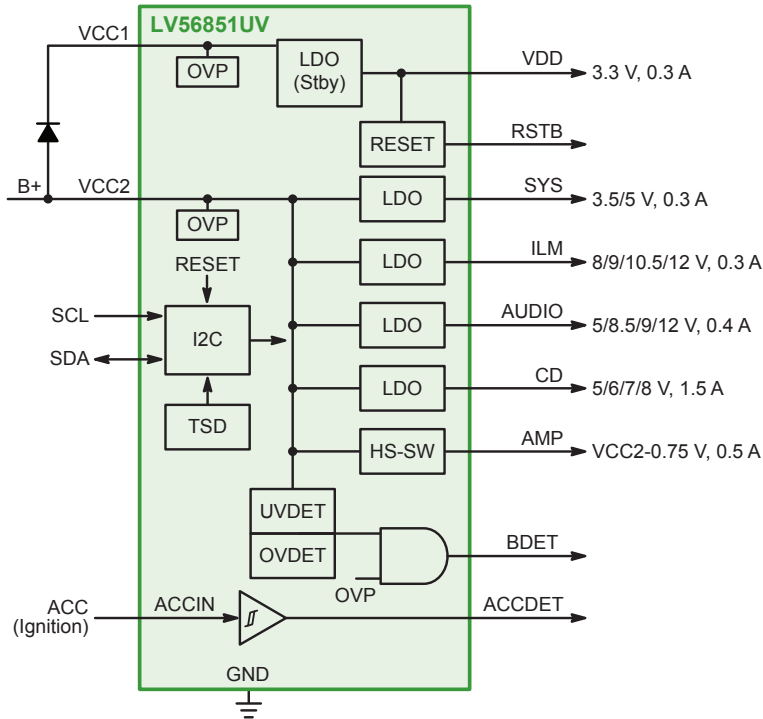 LV56851UV
VCC1
OVP
LDO
(Stby)
VDD
3.3 V, 0.3 A
RESET
RSTB
B+
VCC2
OVP
LDO
SYS
3.5/5 V, 0.3 A
RESET
LDO
ILM
8/9/10.5/12 V, 0.3 A
SCL
SDA
I2C
LDO
AUDIO
5/8.5/9/12 V, 0.4 A
TSD
LDO
CD
5/6/7/8 V, 1.5 A
HS-SW
AMP
VCC2-0.75 V, 0.5 A
UVDET
OVDET
OVP
BDET
ACC
(Ignition)
ACCIN
ACCDET
GND